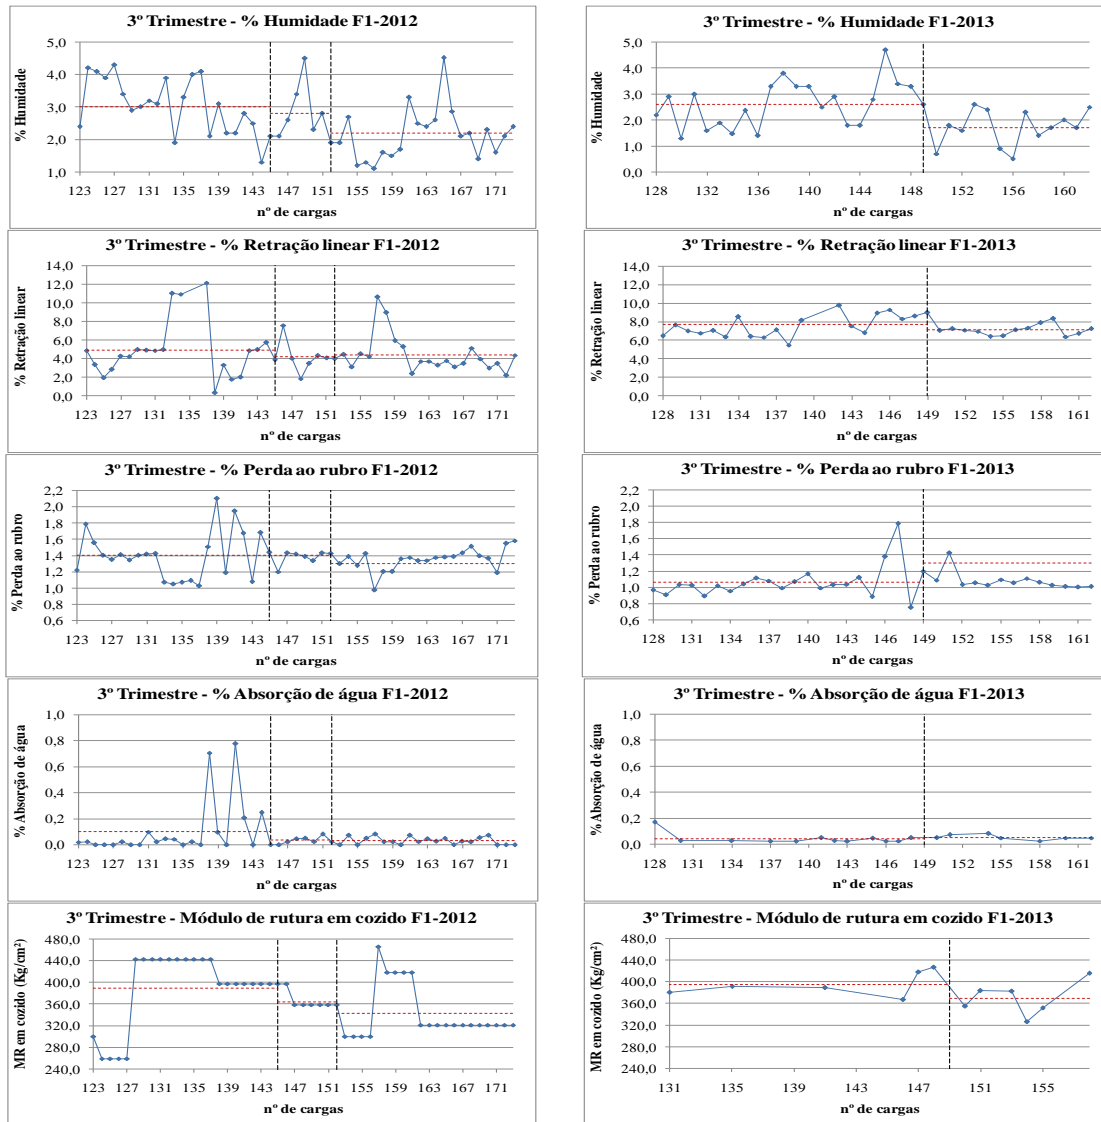 3º Trimestre - % Humidade F1-2012
% Humidade
5,0
4,0
3,0
2,0
1,0
123 127 131 135 139 143 147 151 155 159 163 167 171
nº de cargas
3º Trimestre - % Humidade F1-2013
% Humidade
5,0
4,0
3,0
2,0
1,0
0,0
128 132 136 140 144 148 152 156 160
nº de cargas
3º Trimestre - % Retração linear F1-2012
% Retração linear
14,0
12,0
10,0
8,0
6,0
4,0
2,0
0,0
123 127 131 135 139 143 147 151 155 159 163 167 171
nº de cargas
3º Trimestre - % Retração linear F1-2013
% Retração linear
14,0
12,0
10,0
8,0
6,0
4,0
2,0
0,0
128 131 134 137 140 143 146 149 152 155 158 161
nº de cargas
3º Trimestre - % Perda ao rubro F1-2012
% Perda ao rubro
2,2
2,0
1,8
1,6
1,4
1,2
1,0
0,8
0,6
123 127 131 135 139 143 147 151 155 159 163 167 171
nº de cargas
3º Trimestre - % Perda ao rubro F1-2013
% Perda ao rubro
2,2
2,0
1,8
1,6
1,4
1,2
1,0
0,8
0,6
128 131 134 137 140 143 146 149 152 155 158 161
nº de cargas
3º Trimestre - % Absorção de água F1-2012
% Absorção de água
1,0
0,8
0,6
0,4
0,2
0,0
123 127 131 135 139 143 147 151 155 159 163 167 171
nº de cargas
3º Trimestre - % Absorção de água F1-2013
% Absorção de água
1,0
0,8
0,6
0,4
0,2
0,0
128 131 134 137 140 143 146 149 152 155 158 161
nº de cargas
3º Trimestre - Módulo de rutura em cozido F1-2012
MR em cozido (Kg/cm²)
480,0
440,0
400,0
360,0
320,0
280,0
240,0
123 127 131 135 139 143 147 151 155 159 163 167 171
nº de cargas
3º Trimestre - Módulo de rutura em cozido F1-2013
MR em cozido (Kg/cm²)
480,0
440,0
400,0
360,0
320,0
280,0
240,0
131 135 139 143 147 151 155
nº de cargas